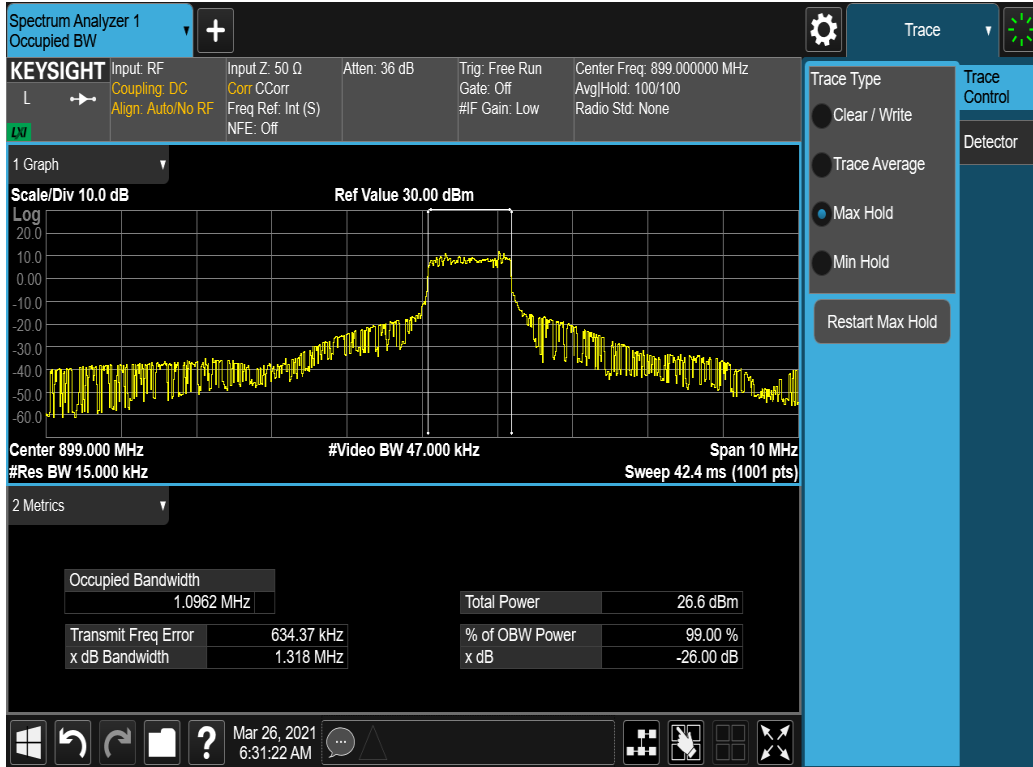 Spectrum Analyzer 1
Occupied BW
+
Trace
KEYSIGHT
L
LXI
Input: RF
Coupling: DC
Align: Auto/No RF
Input Z: 50 Ω
Corr CCorr
Freq Ref: Int (S)
NFE: Off
Atten: 36 dB
Trig: Free Run
Gate: Off
#IF Gain: Low
Center Freq: 899.000000 MHz
Avg|Hold: 100/100
Radio Std: None
Trace Type
Clear / Write
Trace Average
Max Hold
Min Hold
Restart Max Hold
Trace
Control
Detector
1 Graph
Scale/Div 10.0 dB
Ref Value 30.00 dBm
Log
20.0
10.0
0.00
-10.0
-20.0
-30.0
-40.0
-50.0
-60.0
Center 899.000 MHz
#Video BW 47.000 kHz
Span 10 MHz
#Res BW 15.000 kHz
Sweep 42.4 ms (1001 pts)
2 Metrics
Occupied Bandwidth
1.0962 MHz
Total Power 26.6 dBm
Transmit Freq Error 634.37 kHz
% of OBW Power 99.00 %
x dB Bandwidth 1.318 MHz
x dB -26.00 dB
?
Mar 26, 2021
6:31:22 AM